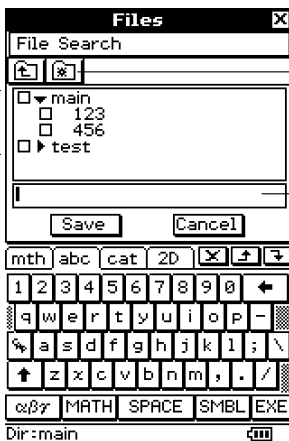 Files
File Search
main
123
456
test
Save Cancel
mth abc cat 2D
1 2 3 4 5 6 7 8 9 0
q w e r t y u i o p -
a s d f g h j k l ; \
z x c v b n m , . /
αβγ MATH SPACE SMBL EXE
Dir:main